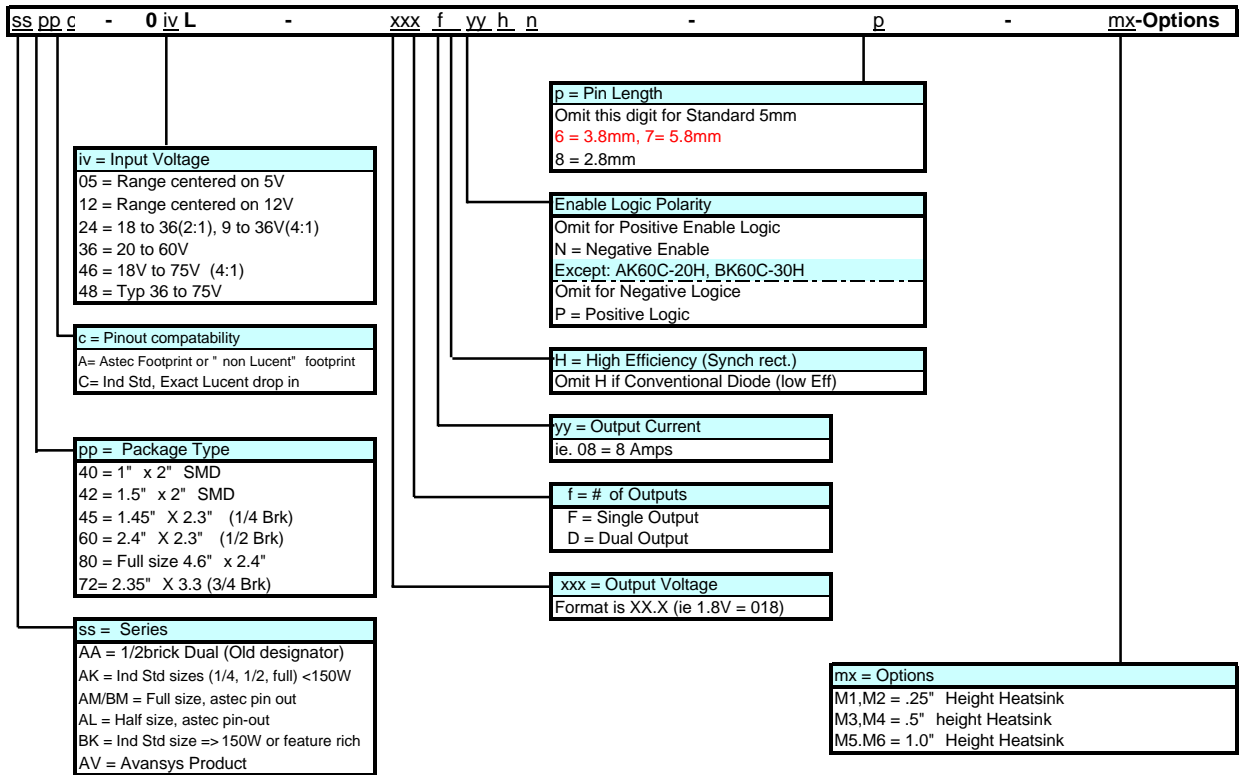 ss pp c - 0 iv L - xxx f yy h n - p - mx-Options
p = Pin Length
Omit this digit for Standard 5mm
6 = 3.8mm, 7= 5.8mm
8 = 2.8mm
iv = Input Voltage
05 = Range centered on 5V
12 = Range centered on 12V
24 = 18 to 36(2:1), 9 to 36V(4:1)
36 = 20 to 60V
46 = 18V to 75V (4:1)
48 = Typ 36 to 75V
Enable Logic Polarity
Omit for Positive Enable Logic
N = Negative Enable
Except: AK60C-20H, BK60C-30H
Omit for Negative Logice
P = Positive Logic
c = Pinout compatability
A= Astec Footprint or " non Lucent" footprint
C= Ind Std, Exact Lucent drop in
H = High Efficiency (Synch rect.)
Omit H if Conventional Diode (low Eff)
yy = Output Current
ie. 08 = 8 Amps
pp = Package Type
40 = 1" x 2" SMD
42 = 1.5" x 2" SMD
45 = 1.45" X 2.3" (1/4 Brk)
60 = 2.4" X 2.3" (1/2 Brk)
80 = Full size 4.6" x 2.4"
72= 2.35" X 3.3 (3/4 Brk)
f = # of Outputs
F = Single Output
D = Dual Output
xxx = Output Voltage
Format is XX.X (ie 1.8V = 018)
ss = Series
AA = 1/2brick Dual (Old designator)
AK = Ind Std sizes (1/4, 1/2, full) <150W
AM/BM = Full size, astec pin out
AL = Half size, astec pin-out
BK = Ind Std size => 150W or feature rich
AV = Avansys Product
mx = Options
M1,M2 = .25" Height Heatsink
M3,M4 = .5" height Heatsink
M5.M6 = 1.0" Height Heatsink